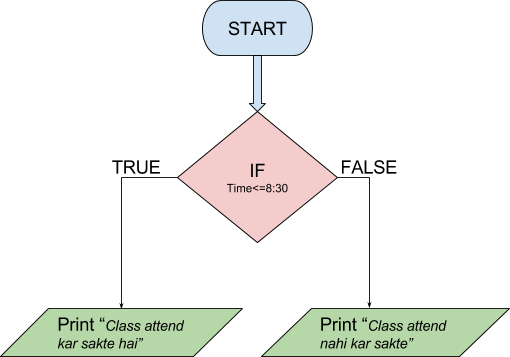 START
IF
Time<=8:30
TRUE
FALSE
Print “Class attend
kar sakte hai”
Print “Class attend
nahi kar sakte”